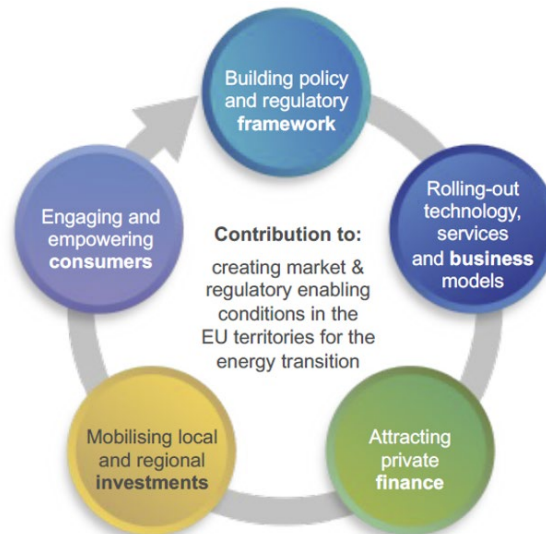 Building policy
and regulatory
framework
Rolling-out
technology,
services
and business
models
Attracting
private
finance
Mobilising local
and regional
investments
Engaging and
empowering
consumers
Contribution to:
creating market &
regulatory enabling
conditions in the
EU territories for the
energy transition